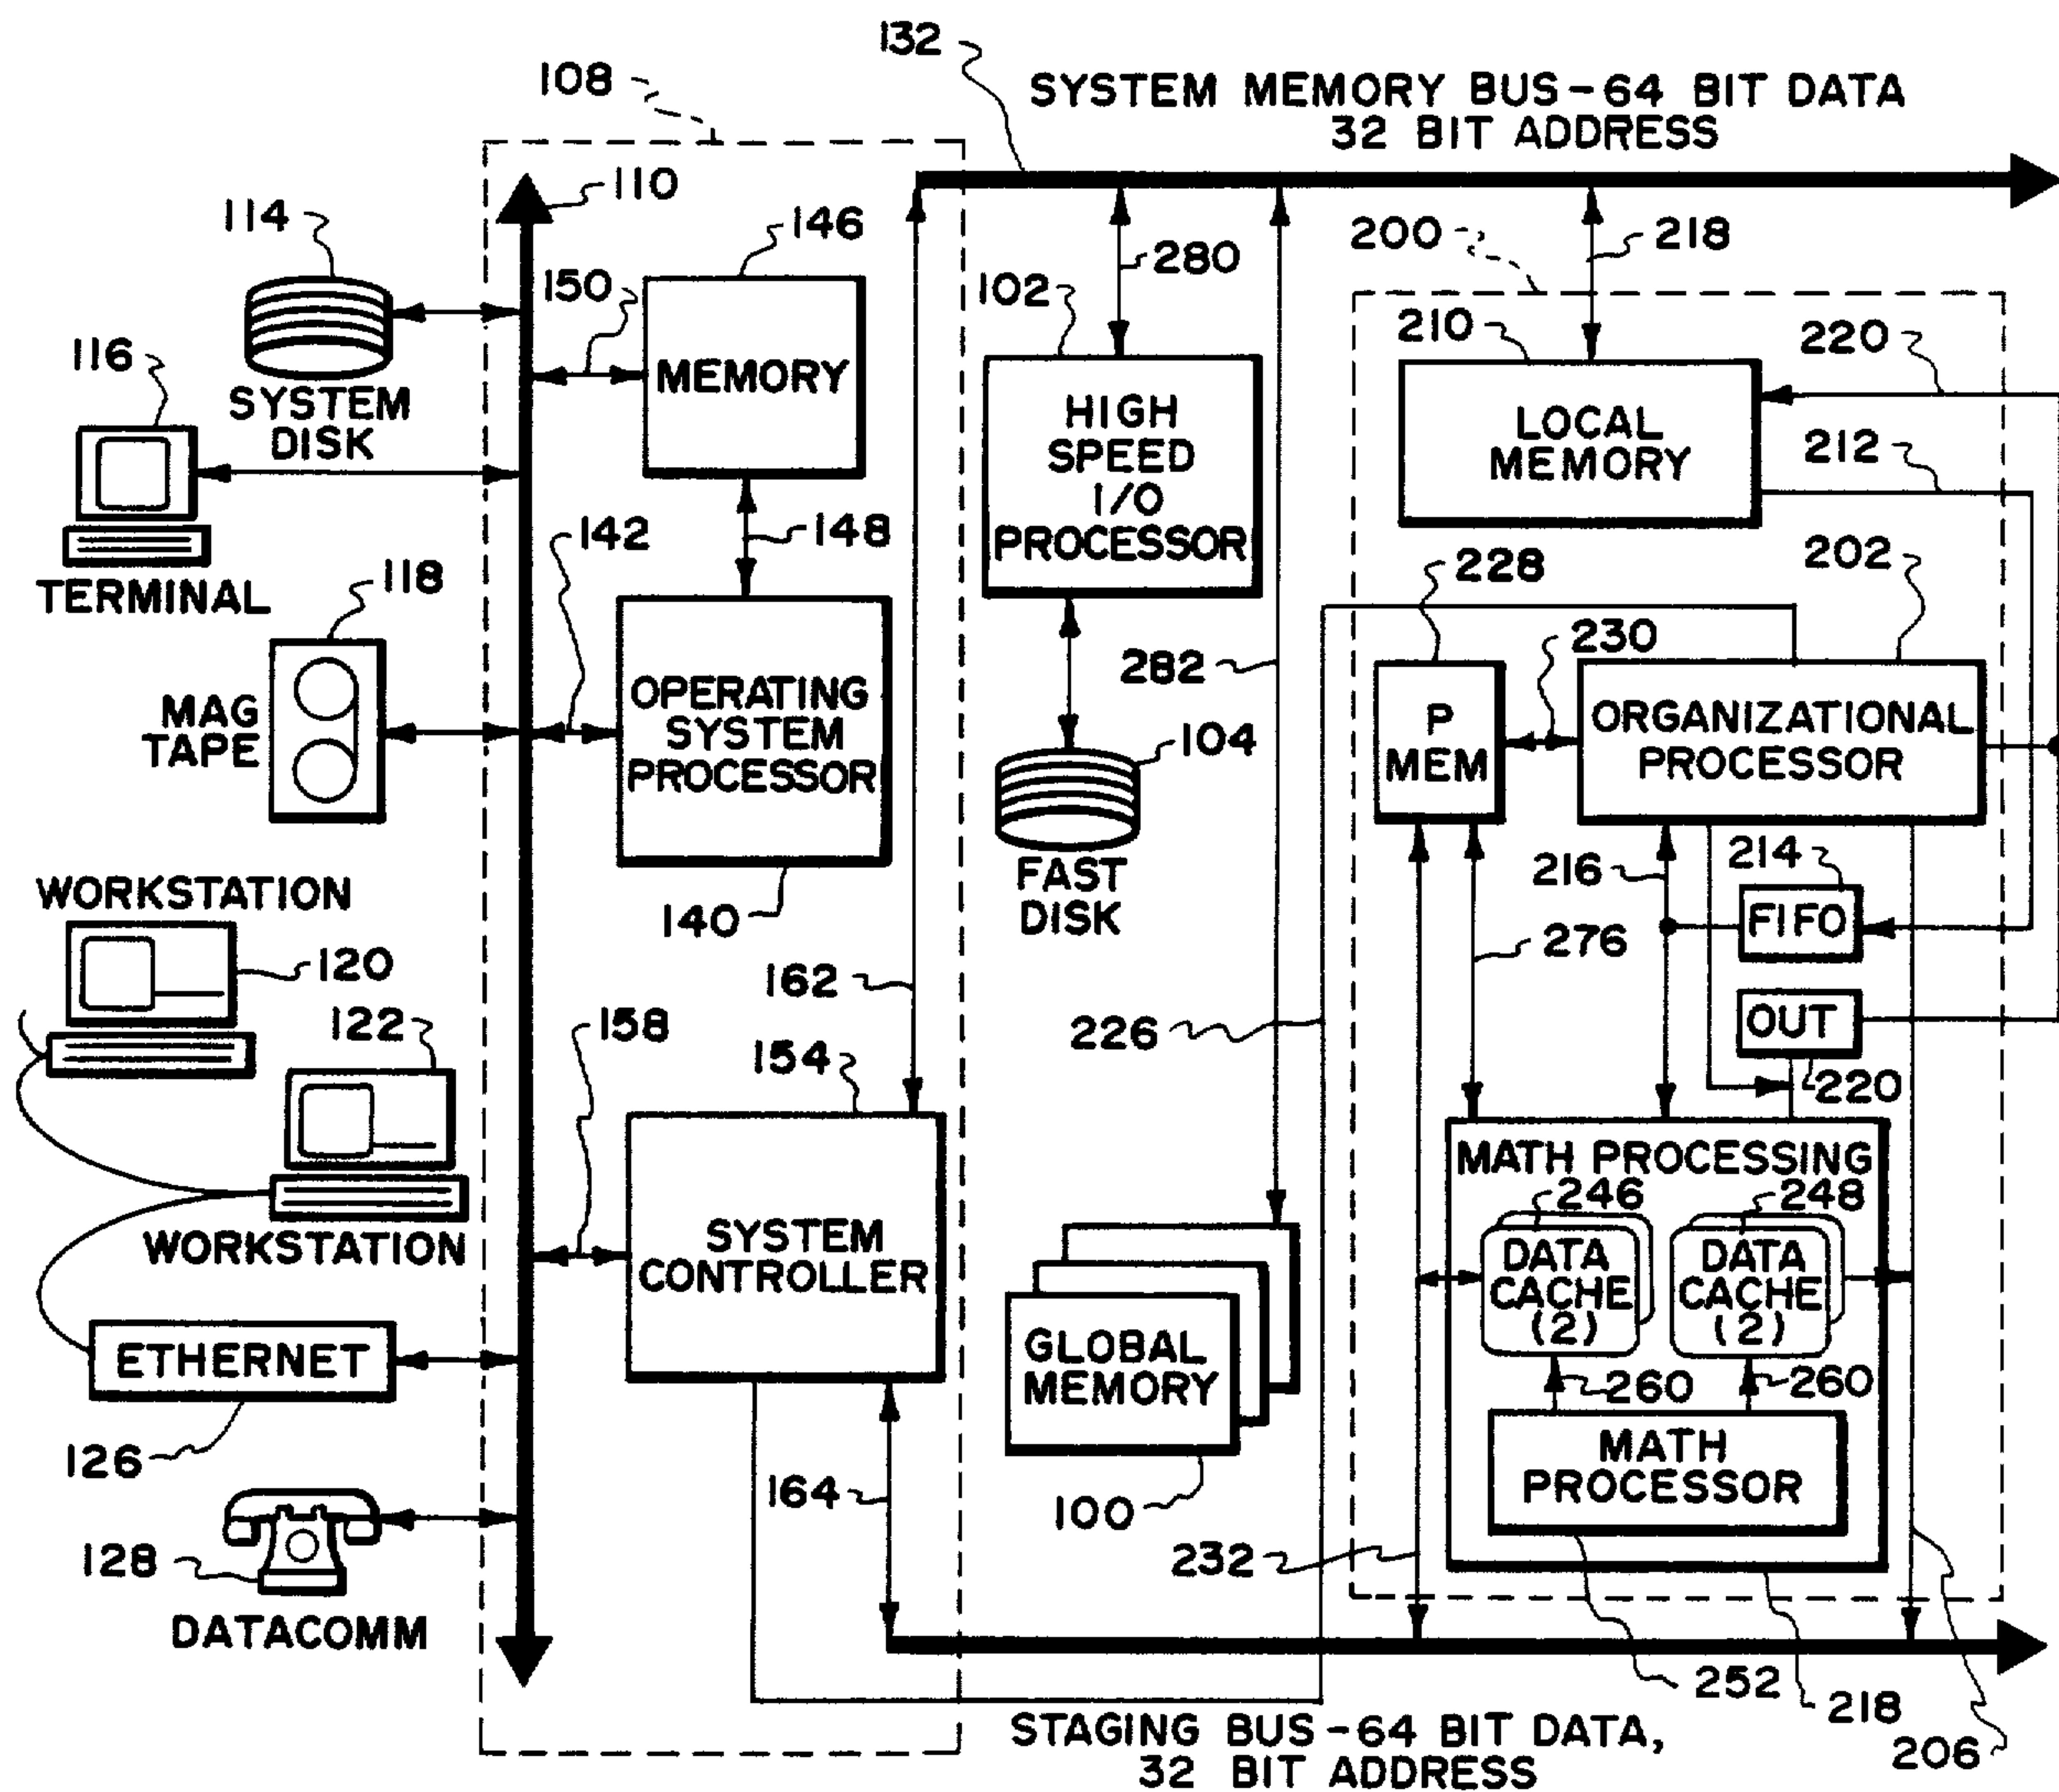 132
SYSTEM MEMORY BUS-64 BIT DATA
32 BIT ADDRESS
108
110
114
146
150
SYSTEM
DISK
MEMORY
116
TERMINAL
148
142
118
MAG
TAPE
OPERATING
SYSTEM
PROCESSOR
140
WORKSTATION
120
122
WORKSTATION
158
162
154
SYSTEM
CONTROLLER
ETHERNET
126
128
DATACOMM
164
280
102
HIGH
SPEED
I/O
PROCESSOR
104
FAST
DISK
282
226
GLOBAL
MEMORY
100
200
218
210
220
LOCAL
MEMORY
212
202
228
230
P
MEM
ORGANIZATIONAL
PROCESSOR
216
214
FIFO
276
OUT
220
MATH PROCESSING
246
248
DATA
CACHE
(2)
DATA
CACHE
(2)
260
260
MATH
PROCESSOR
232
252
218
206
STAGING BUS-64 BIT DATA,
32 BIT ADDRESS